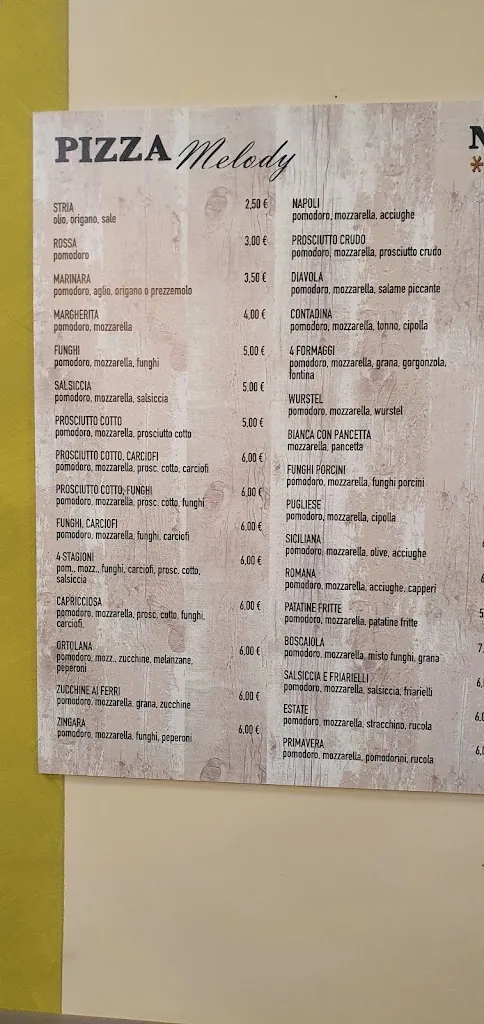 PIZZA Melody
N
*
STRIA 2,50 €
olio, origano, sale
ROSSA 3,00 €
pomodoro
MARINARA 3,50 €
pomodoro, aglio, origano o prezzemolo
MARGHERITA 4,00 €
pomodoro, mozzarella
FUNGHI 5,00 €
pomodoro, mozzarella, funghi
SALSICCIA 5,00 €
pomodoro, mozzarella, salsiccia
PROSCIUTTO COTTO 5,00 €
pomodoro, mozzarella, prosciutto cotto
PROSCIUTTO COTTO, CARCIOFI 6,00 €
pomodoro, mozzarella, prosc. cotto, carciofi
PROSCIUTTO COTTO, FUNGHI 6,00 €
pomodoro, mozzarella, prosc. cotto, funghi
FUNGHI, CARCIOFI 6,00 €
pomodoro, mozzarella, funghi, carciofi
4 STAGIONI 6,00 €
pom., mozz., funghi, carciofi, prosc. cotto,
salsiccia
CAPRICCIOSA 6,00 €
pomodoro, mozzarella, prosc. cotto, funghi,
carciofi
ORTOLANA 6,00 €
pomodoro, mozz., zucchine, melanzane,
peperoni
ZUCCHINE AI FERRI 6,00 €
pomodoro, mozzarella, grana, zucchine
ZINGARA 6,00 €
pomodoro, mozzarella, funghi, peperoni
NAPOLI
pomodoro, mozzarella, acciughe
PROSCIUTTO CRUDO
pomodoro, mozzarella, prosciutto crudo
DIAVOLA
pomodoro, mozzarella, salame piccante
CONTADINA
pomodoro, mozzarella, tonno, cipolla
4 FORMAGGI
pomodoro, mozzarella, grana, gorgonzola,
fontina
WURSTEL
pomodoro, mozzarella, wurstel
BIANCA CON PANCETTA
mozzarella, pancetta
FUNGHI PORCINI
pomodoro, mozzarella, funghi porcini
PUGLIESE
pomodoro, mozzarella, cipolla
SICILIANA
pomodoro, mozzarella, olive, acciughe
ROMANA
pomodoro, mozzarella, acciughe, capperi
PATATINE FRITTE 5
pomodoro, mozzarella, patatine fritte
BOSCAIOLA 7,
pomodoro, mozzarella, misto funghi, grana
SALSICCIA E FRIARIELLI 6,
pomodoro, mozzarella, salsiccia, friarielli
ESTATE 6,0
pomodoro, mozzarella, stracchino, rucola
PRIMAVERA 6,0
pomodoro, mozzarella, pomodorini, rucola